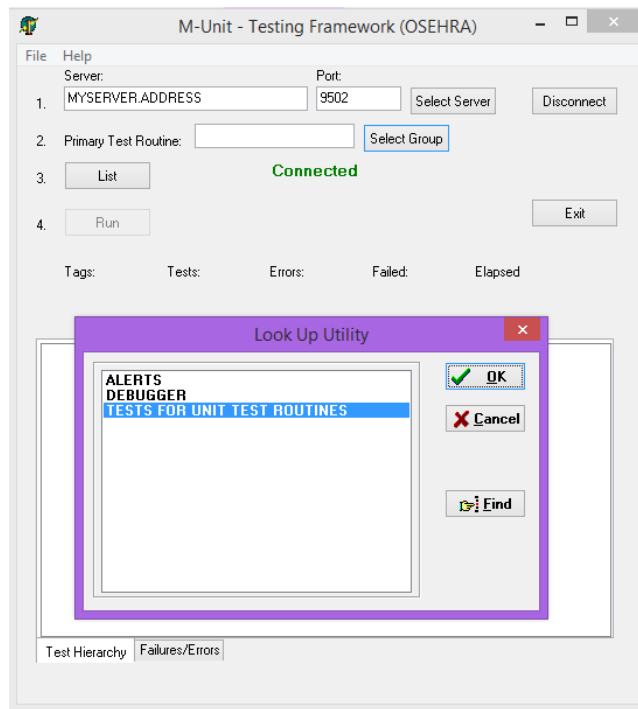 M-Unit - Testing Framework (OSEHRA)
File Help
Server: Port:
1. MYSERVER.ADDRESS 9502 Select Server Disconnect
2. Primary Test Routine: Select Group
3. List Connected
4. Run Exit
Tags: Tests: Errors: Failed: Elapsed
Look Up Utility
ALERTS
DEBUGGER
TESTS FOR UNIT TEST ROUTINES
OK
Cancel
Find
Test Hierarchy Failures/Errors